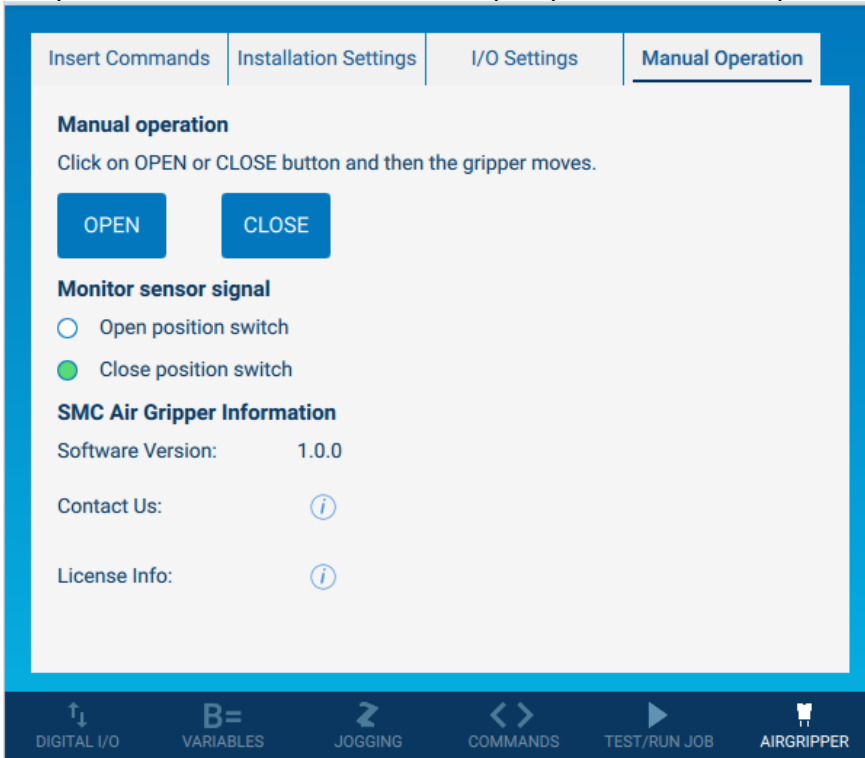 Insert Commands
Installation Settings
I/O Settings
Manual Operation
Manual operation
Click on OPEN or CLOSE button and then the gripper moves.
OPEN
CLOSE
Monitor sensor signal
Open position switch
Close position switch
SMC Air Gripper Information
Software Version: 1.0.0
Contact Us: i
License Info: i
DIGITAL I/O
B=
VARIABLES
JOGGING
COMMANDS
TEST/RUN JOB
AIRGRIPPER